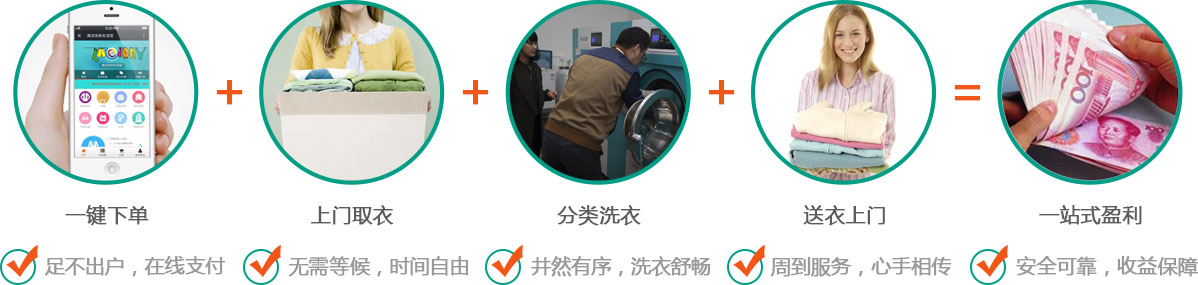 一键下单
上门取衣
分类洗衣
送衣上门
一站式盈利
足不出户，在线支付
无需等候，时间自由
井然有序，洗衣舒畅
周到服务，心手相传
安全可靠，收益保障
100
100